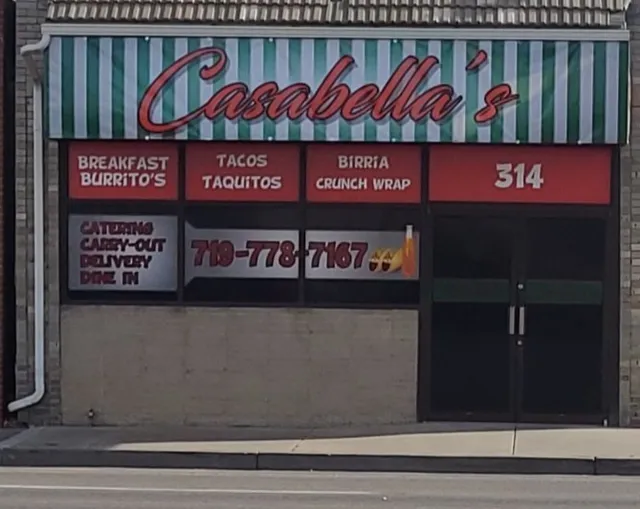 Casabella's
BREAKFAST
BURRITO'S
TACOS
TAQUITOS
BIRRIA
CRUNCH WRAP
314
CATERING
CARRY-OUT
DELIVERY
DINE IN
719-778-7167